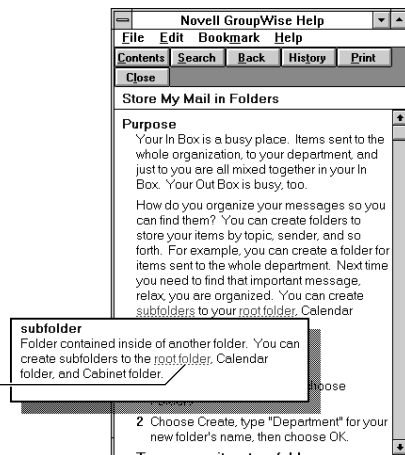 Novell GroupWise Help
File Edit Bookmark Help
Contents Search Back History Print
Close
Store My Mail in Folders
Purpose
Your In Box is a busy place. Items sent to the
whole organization, to your department, and
just to you are all mixed together in your In
Box. Your Out Box is busy, too.
How do you organize your messages so you
can find them? You can create folders to
store your items by topic, sender, and so
forth. For example, you can create a folder for
items sent to the whole department. Next time
you need to find that important message,
relax, you are organized. You can create
subfolders to your root folder, Calendar
subfolder
Folder contained inside of another folder. You can
create subfolders to the root folder, Calendar
folder, and Cabinet folder.
choose
2 Choose Create, type "Department" for your
new folder's name, then choose OK.